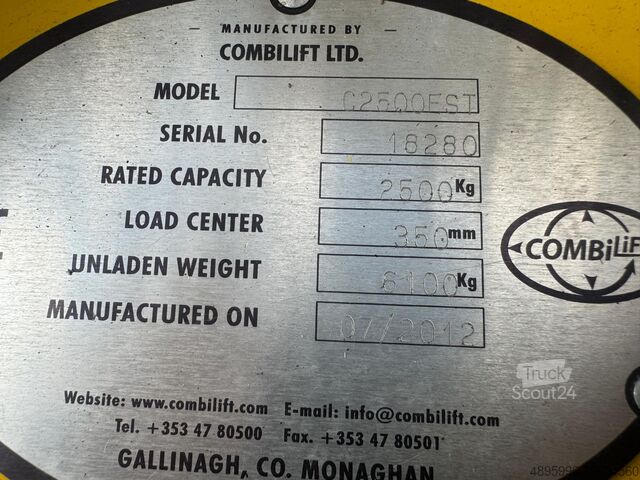 MANUFACTURED BY
COMBILIFT LTD.
MODEL C2500EST
SERIAL No. 18280
RATED CAPACITY 2500 Kg
LOAD CENTER 350 mm
UNLADEN WEIGHT 6100 Kg
MANUFACTURED ON 07/2012
COMBiLiF
Website: www.combilift.com E-mail: info@combilift.com
Tel. +353 47 80500 Fax. +353 47 80501
GALLINAGH, CO. MONAGHAN
Truck
Scout24